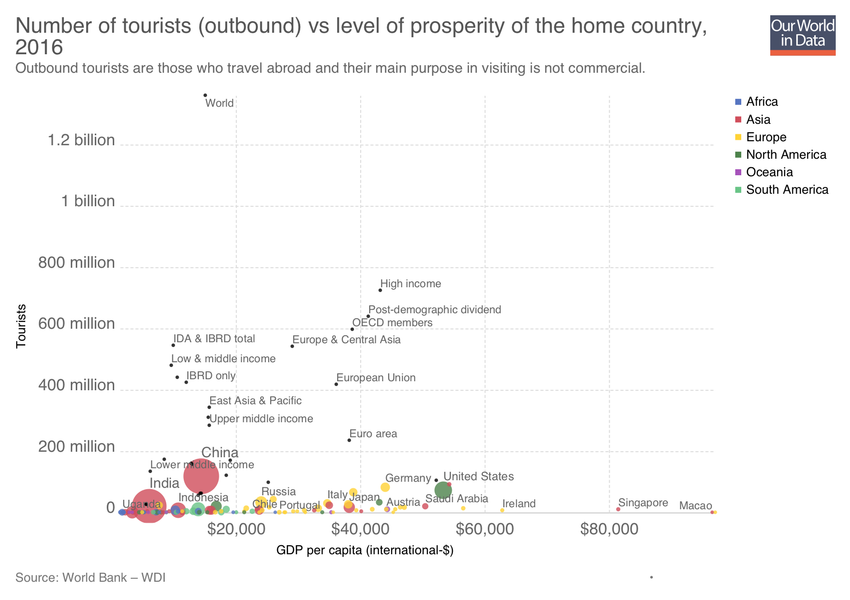 Number of tourists (outbound) vs level of prosperity of the home country,
2016
Our World
in Data
Outbound tourists are those who travel abroad and their main purpose in visiting is not commercial.
World
Africa
Asia
Europe
North America
Oceania
South America
1.2 billion
1 billion
800 million
600 million
400 million
200 million
0
Tourists
High income
Post-demographic dividend
OECD members
IDA & IBRD total
Europe & Central Asia
Low & middle income
IBRD only
European Union
East Asia & Pacific
Upper middle income
Euro area
China
Lower middle income
India
Germany
United States
Russia
Indonesia
Italy
Japan
Uganda
Chile
Portugal
Austria
Saudi Arabia
Ireland
Singapore
Macao
$20,000
$40,000
$60,000
$80,000
GDP per capita (international-$)
Source: World Bank – WDI